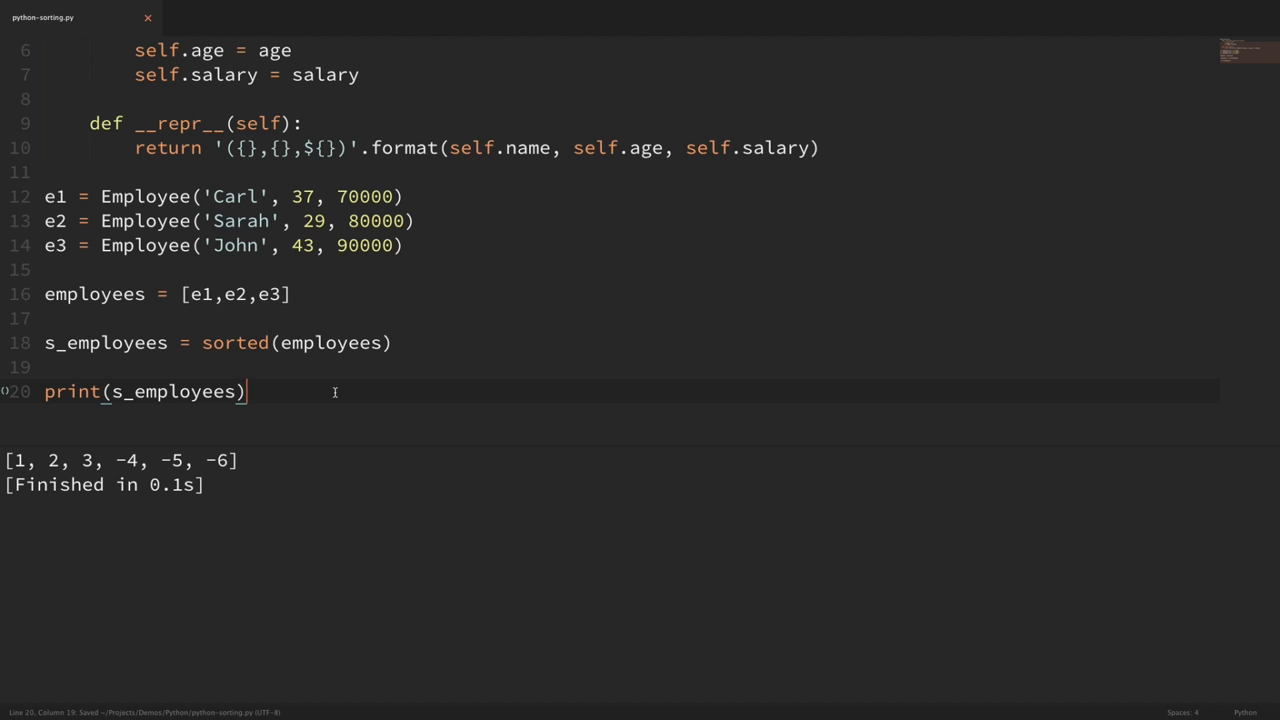 python-sorting.py ×
6 self.age = age
7 self.salary = salary
8
9 def __repr__(self):
10 return '({},{},${})'.format(self.name, self.age, self.salary)
11
12 e1 = Employee('Carl', 37, 70000)
13 e2 = Employee('Sarah', 29, 80000)
14 e3 = Employee('John', 43, 90000)
15
16 employees = [e1,e2,e3]
17
18 s_employees = sorted(employees)
19
20 print(s_employees)
[1, 2, 3, -4, -5, -6]
[Finished in 0.1s]
Line 20, Column 19: Saved ~/Projects/Demos/Python/python-sorting.py (UTF-8) Spaces: 4 Python